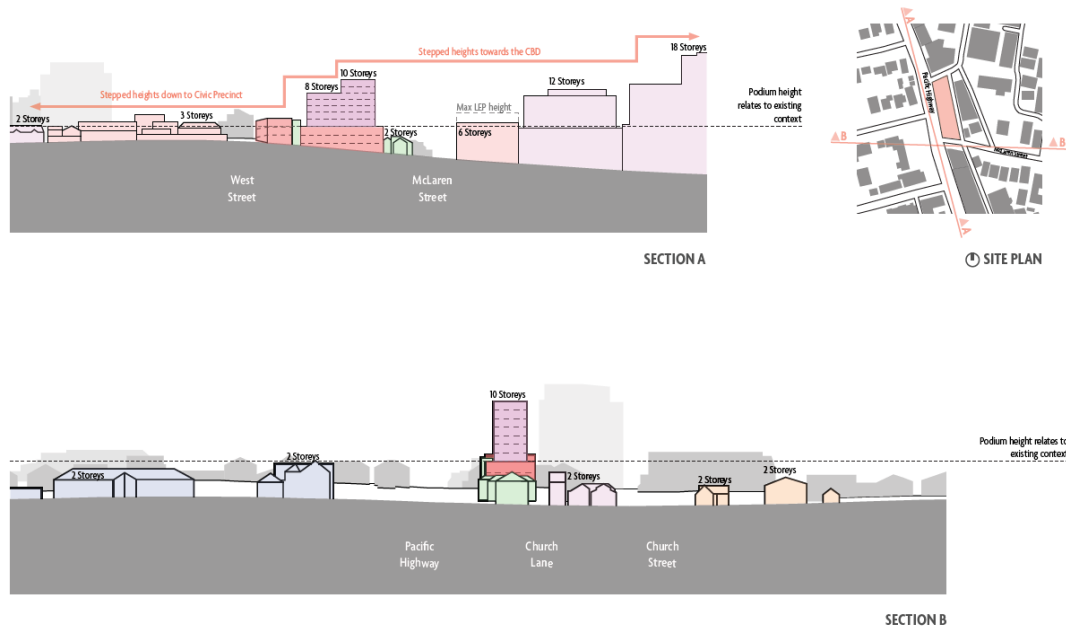 Stepped heights towards the CBD
18 Storeys
10 Storeys
8 Storeys
12 Storeys
Stepped heights down to Civic Precinct
Max LEP height
2 Storeys
3 Storeys
2 Storeys
6 Storeys
Podium height
relates to existing
context
West
Street
McLaren
Street
SECTION A
A
Pacific Highway
B
B
McLaren Street
A
SITE PLAN
10 Storeys
Podium height relates to
existing context
2 Storeys
2 Storeys
2 Storeys
2 Storeys
2 Storeys
Pacific
Highway
Church
Lane
Church
Street
SECTION B